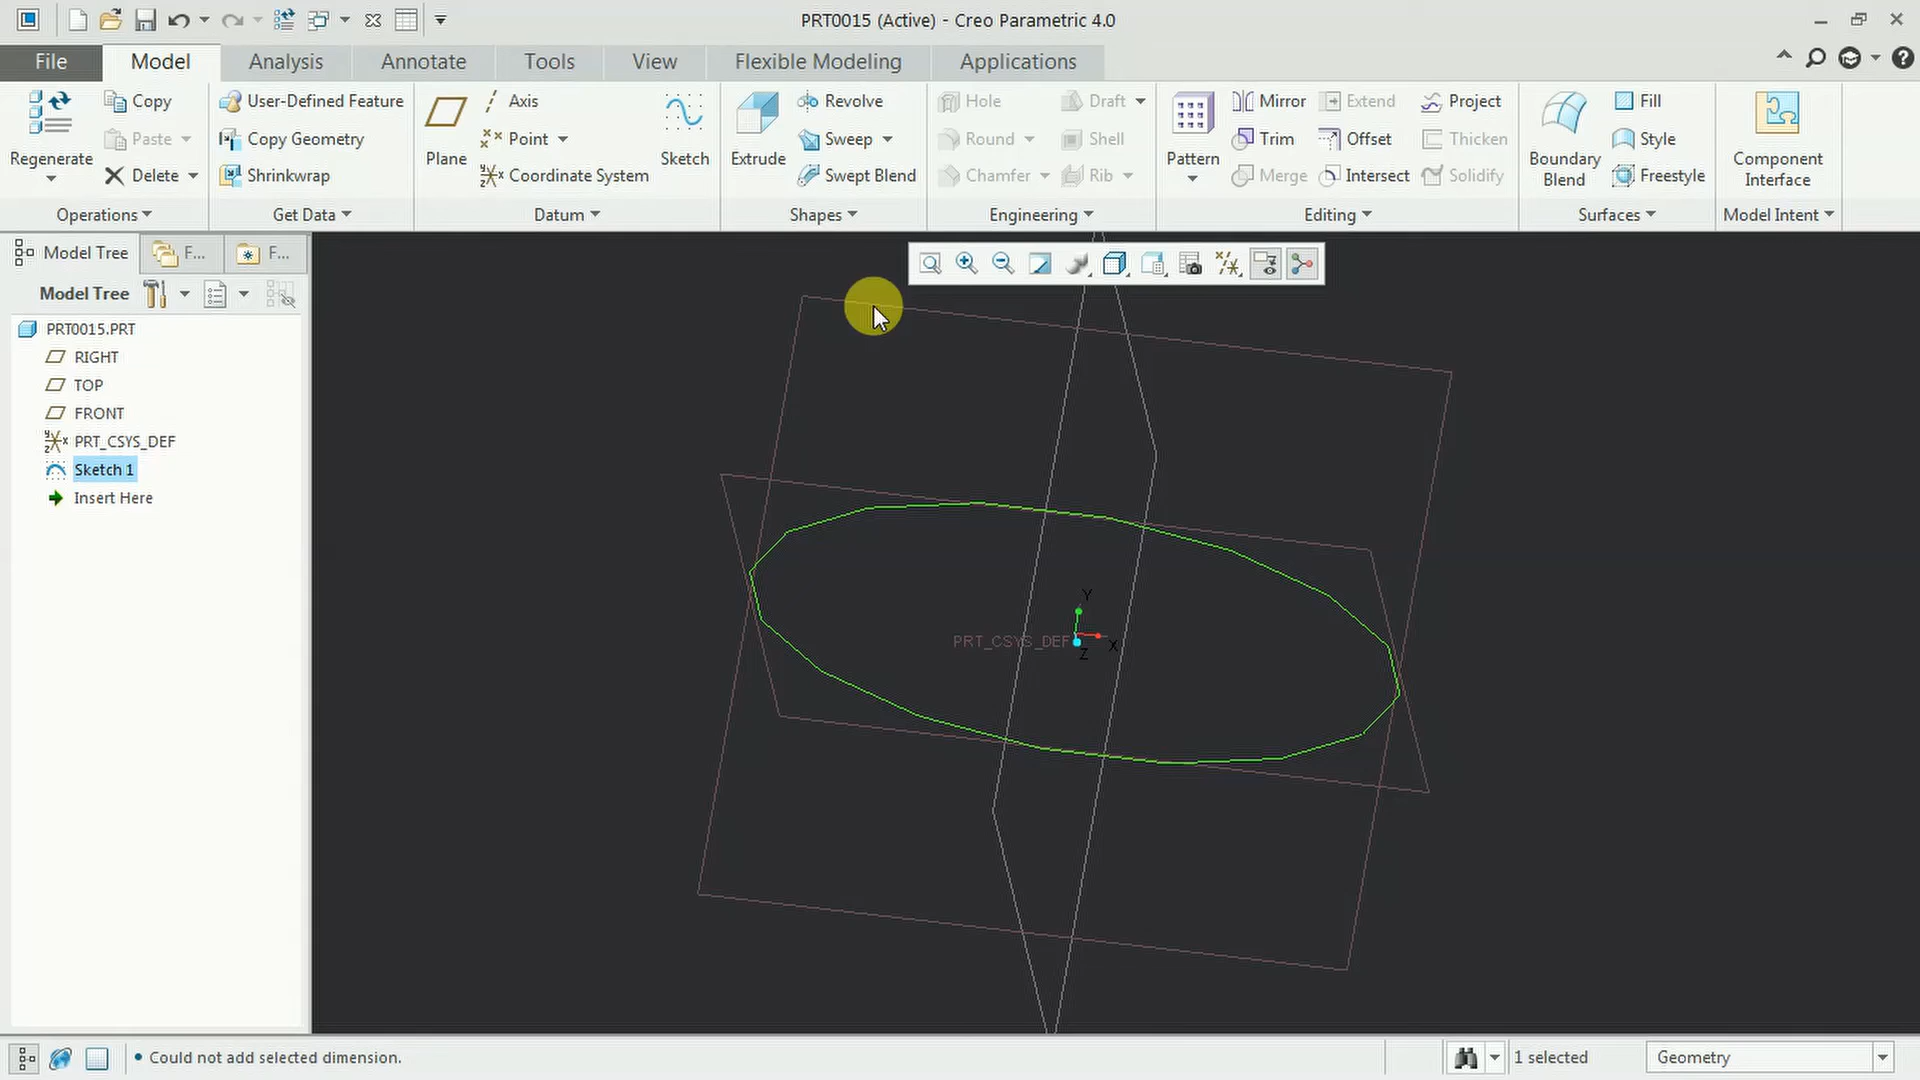 PRT0015 (Active) - Creo Parametric 4.0
File Model Analysis Annotate Tools View Flexible Modeling Applications
Regenerate
Copy
Paste
Delete
Operations
User-Defined Feature
Copy Geometry
Shrinkwrap
Get Data
Plane
Axis
Point
Coordinate System
Sketch
Datum
Extrude
Revolve
Sweep
Swept Blend
Shapes
Hole
Draft
Round
Shell
Chamfer
Rib
Engineering
Pattern
Mirror
Extend
Project
Trim
Offset
Thicken
Merge
Intersect
Solidify
Editing
Boundary
Blend
Fill
Style
Freestyle
Surfaces
Component
Interface
Model Intent
Model Tree
F...
F...
Model Tree
PRT0015.PRT
RIGHT
TOP
FRONT
PRT_CSYS_DEF
Sketch 1
Insert Here
Y
PRT_CSYS_DEF
X
Z
Could not add selected dimension.
1 selected
Geometry